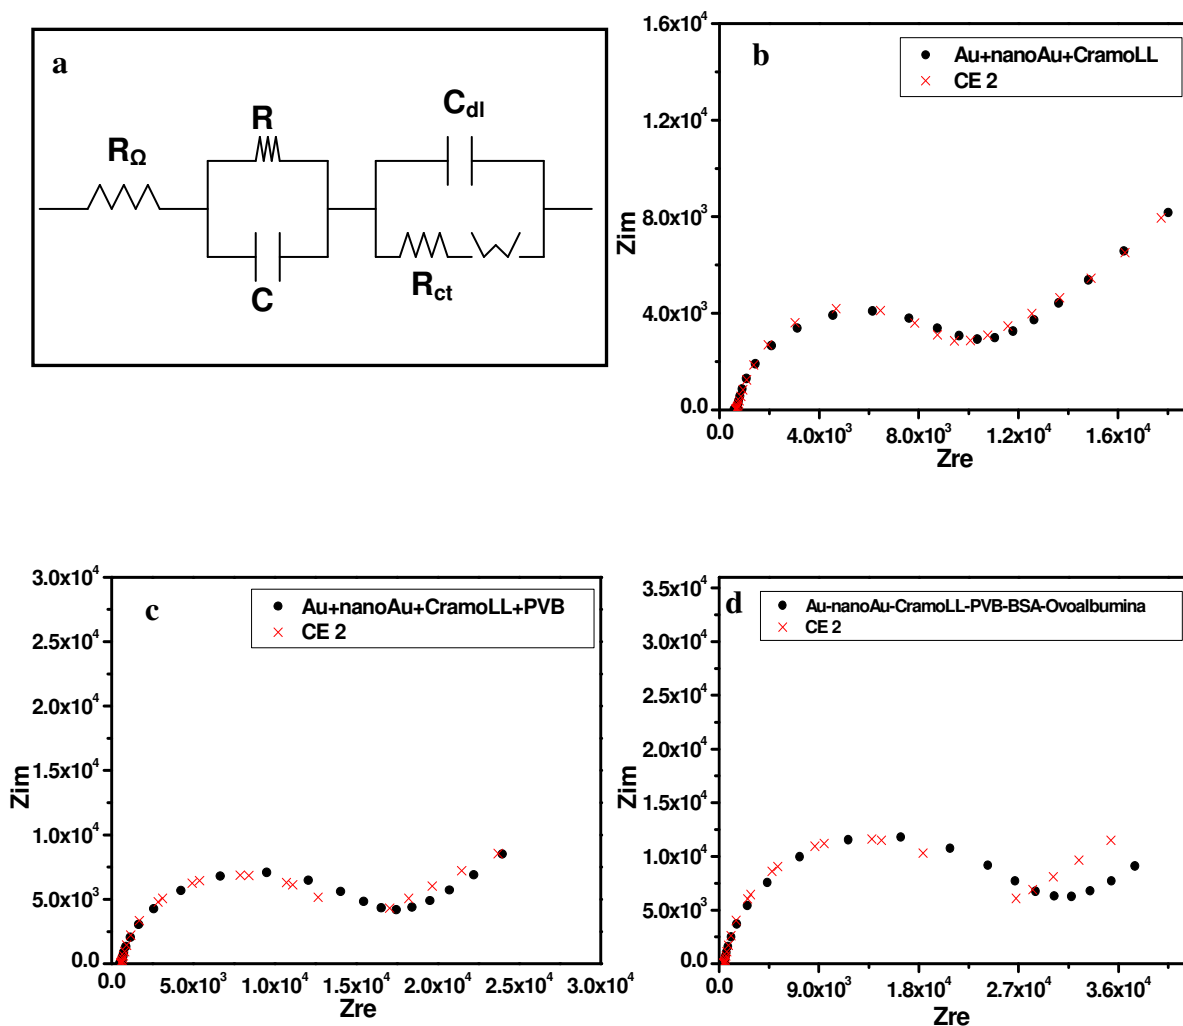 a
R
C_dl
R_Ω
C
R_ct
b
Au+nanoAu+CramoLL
CE 2
1.6x10^4
1.2x10^4
8.0x10^3
4.0x10^3
0.0
Zim
0.0 4.0x10^3 8.0x10^3 1.2x10^4 1.6x10^4
Zre
c
Au+nanoAu+CramoLL+PVB
CE 2
3.0x10^4
2.5x10^4
2.0x10^4
1.5x10^4
1.0x10^4
5.0x10^3
0.0
Zim
0.0 5.0x10^3 1.0x10^4 1.5x10^4 2.0x10^4 2.5x10^4 3.0x10^4
Zre
d
Au-nanoAu-CramoLL-PVB-BSA-Ovoalbumina
CE 2
3.5x10^4
3.0x10^4
2.5x10^4
2.0x10^4
1.5x10^4
1.0x10^4
5.0x10^3
0.0
Zim
0.0 9.0x10^3 1.8x10^4 2.7x10^4 3.6x10^4
Zre